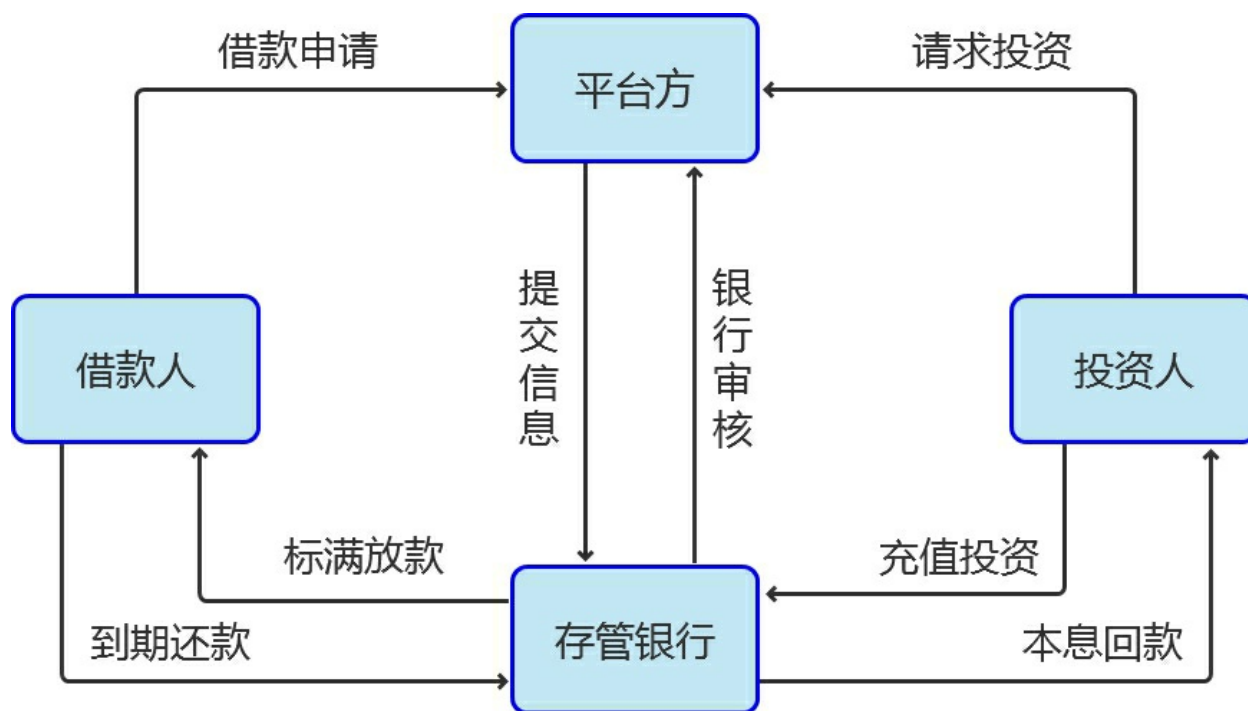 借款申请
平台方
请求投资
提交信息
银行审核
借款人
投资人
标满放款
充值投资
到期还款
存管银行
本息回款